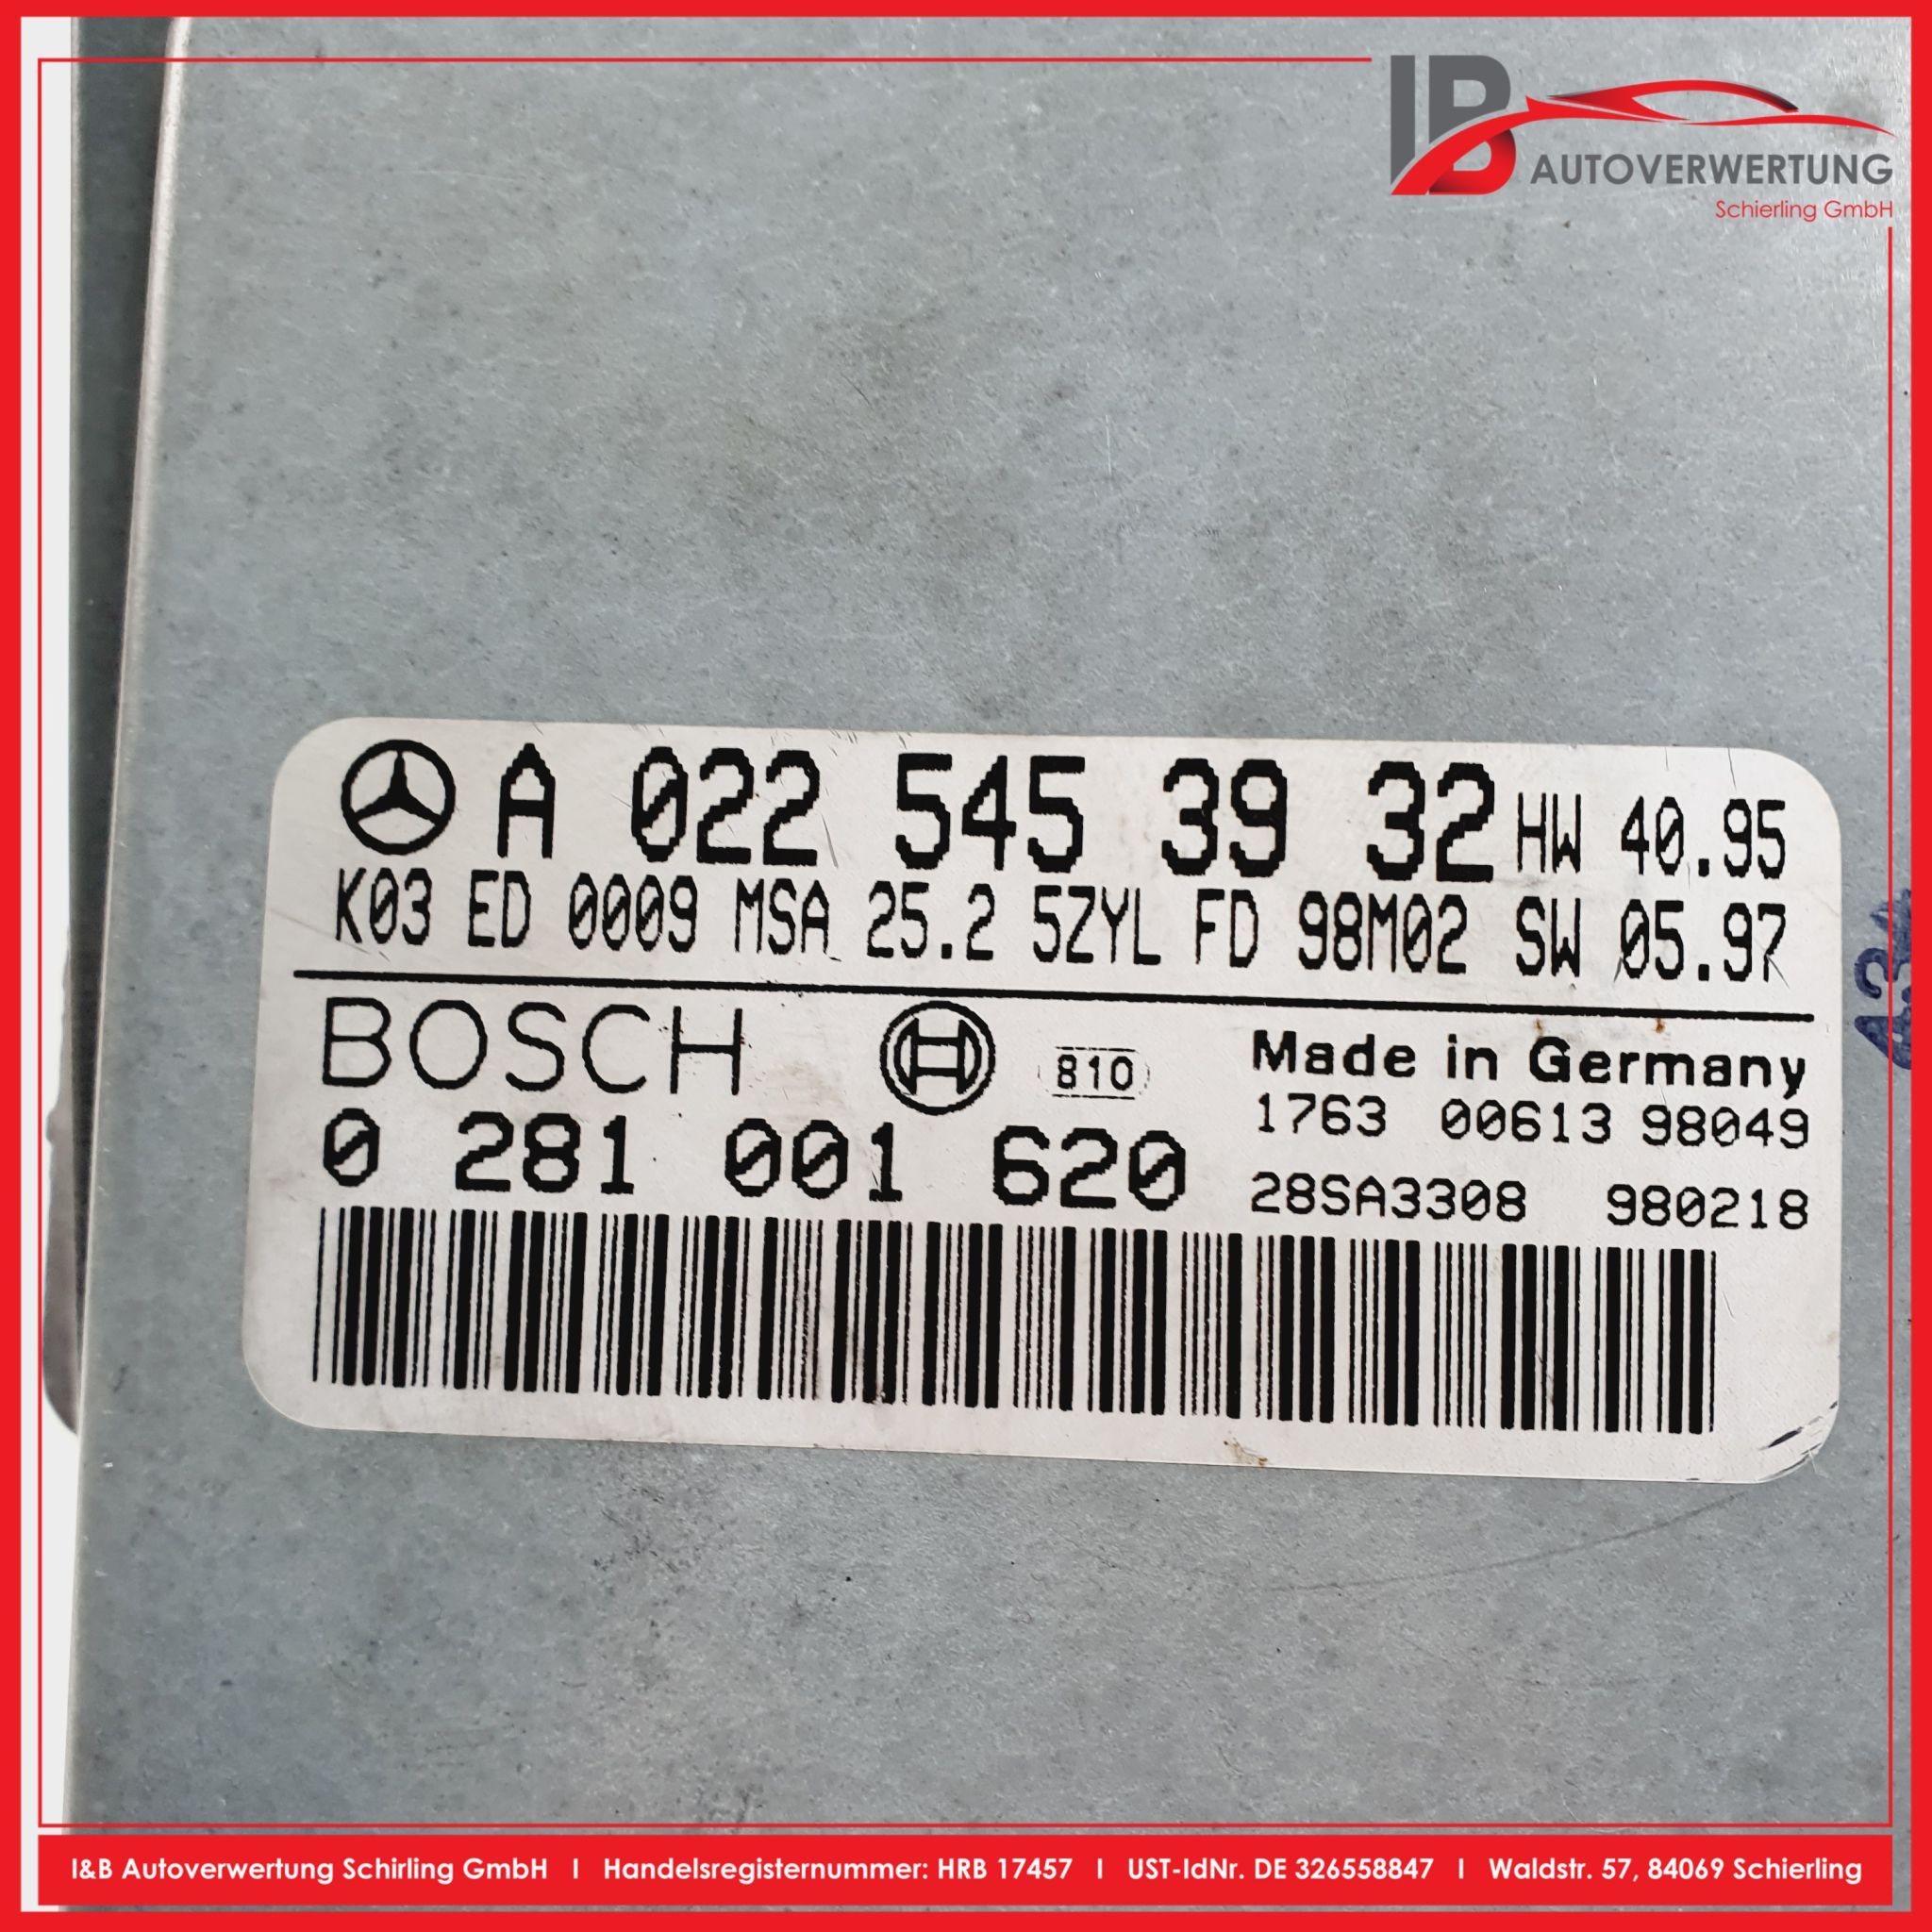 IB AUTOVERWERTUNG
Schierling GmbH
A 022 545 39 32 HW 40.95
K03 ED 0009 MSA 25.2 5ZYL FD 98M02 SW 05.97
BOSCH 810 Made in Germany
1763 00613 98049
0 281 001 620
28SA3308 980218
I&B Autoverwertung Schirling GmbH I Handelsregisternummer: HRB 17457 I UST-IdNr. DE 326558847 I Waldstr. 57, 84069 Schierling